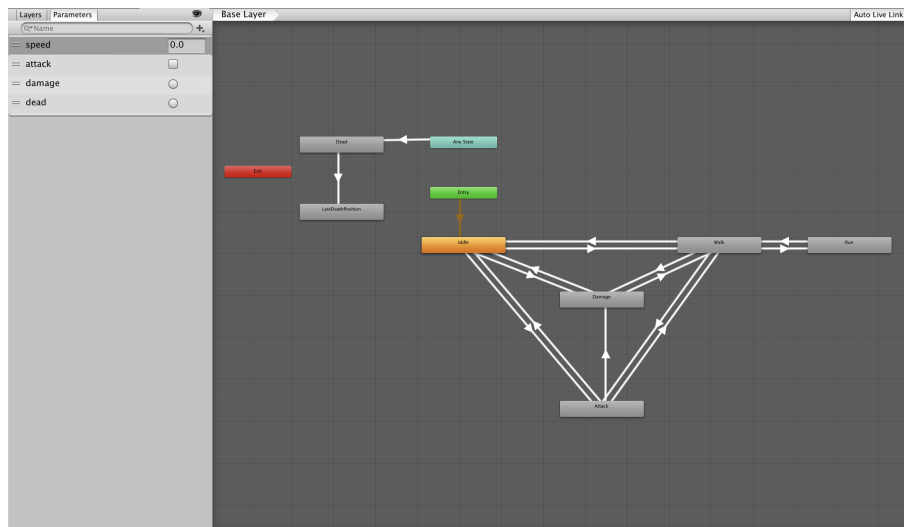 Layers Parameters
Base Layer
Auto Live Link
Name
speed 0.0
attack
damage
dead
Dead
Any State
Exit
Entry
LastDeathPosition
Iddle
Walk
Run
Damage
Attack